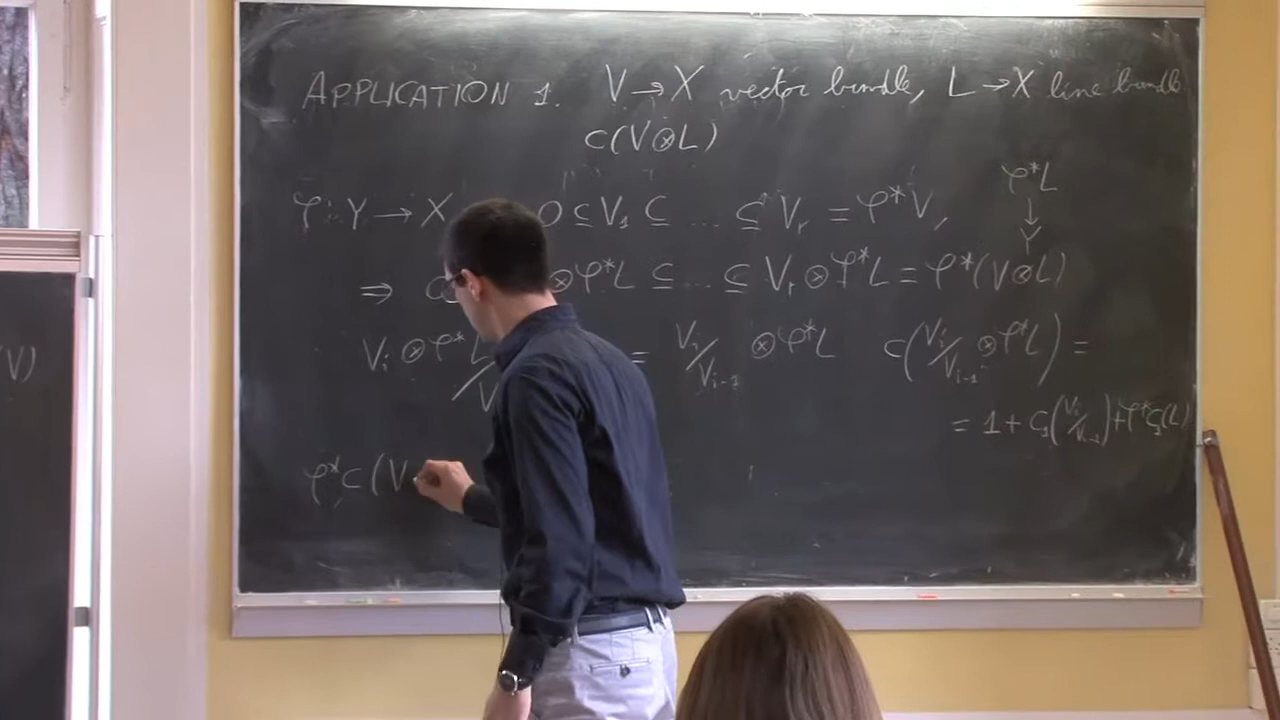 APPLICATION 1. V → X vector bundle, L → X line bundle
c(V⊗L)
φ: Y → X 0 ⊆ V₁ ⊆ ... ⊆ Vᵣ = φ*V,
φ*L
↓
Y
⇒ ⊗φ*L ⊆ ... ⊆ Vᵣ⊗φ*L = φ*(V⊗L)
Vᵢ ⊗φ* = Vᵢ/Vᵢ₋₁ ⊗φ*L c(Vᵢ/Vᵢ₋₁ ⊗φ*L) =
= 1 + c₁(Vᵢ/Vᵢ₋₁) + φ*c₁(L)
φ*c(V
V)